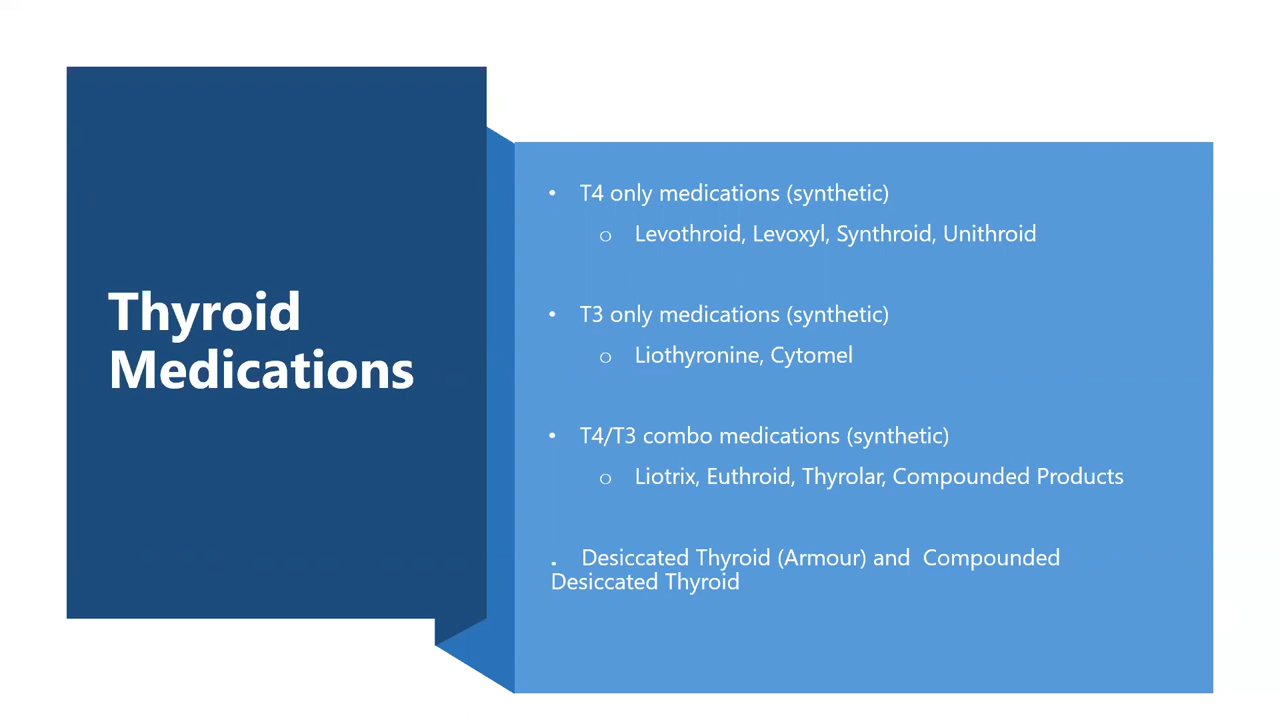 Thyroid
Medications
• T4 only medications (synthetic)
o Levothroid, Levoxyl, Synthroid, Unithroid
• T3 only medications (synthetic)
o Liothyronine, Cytomel
• T4/T3 combo medications (synthetic)
o Liotrix, Euthroid, Thyrolar, Compounded Products
. Desiccated Thyroid (Armour) and  Compounded
Desiccated Thyroid